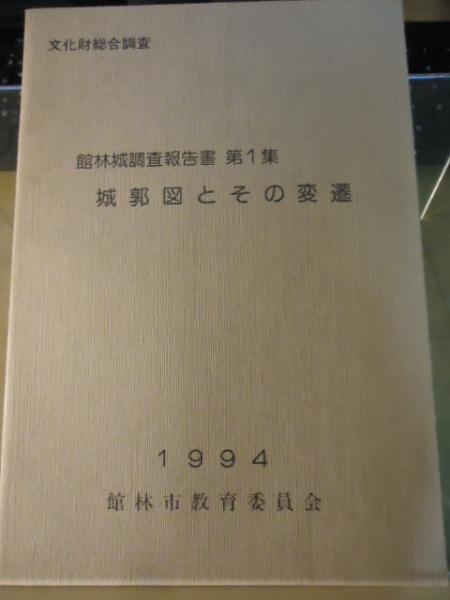 文化財総合調査
館林城調査報告書 第1集
城郭図とその変遷
1994
館林市教育委員会